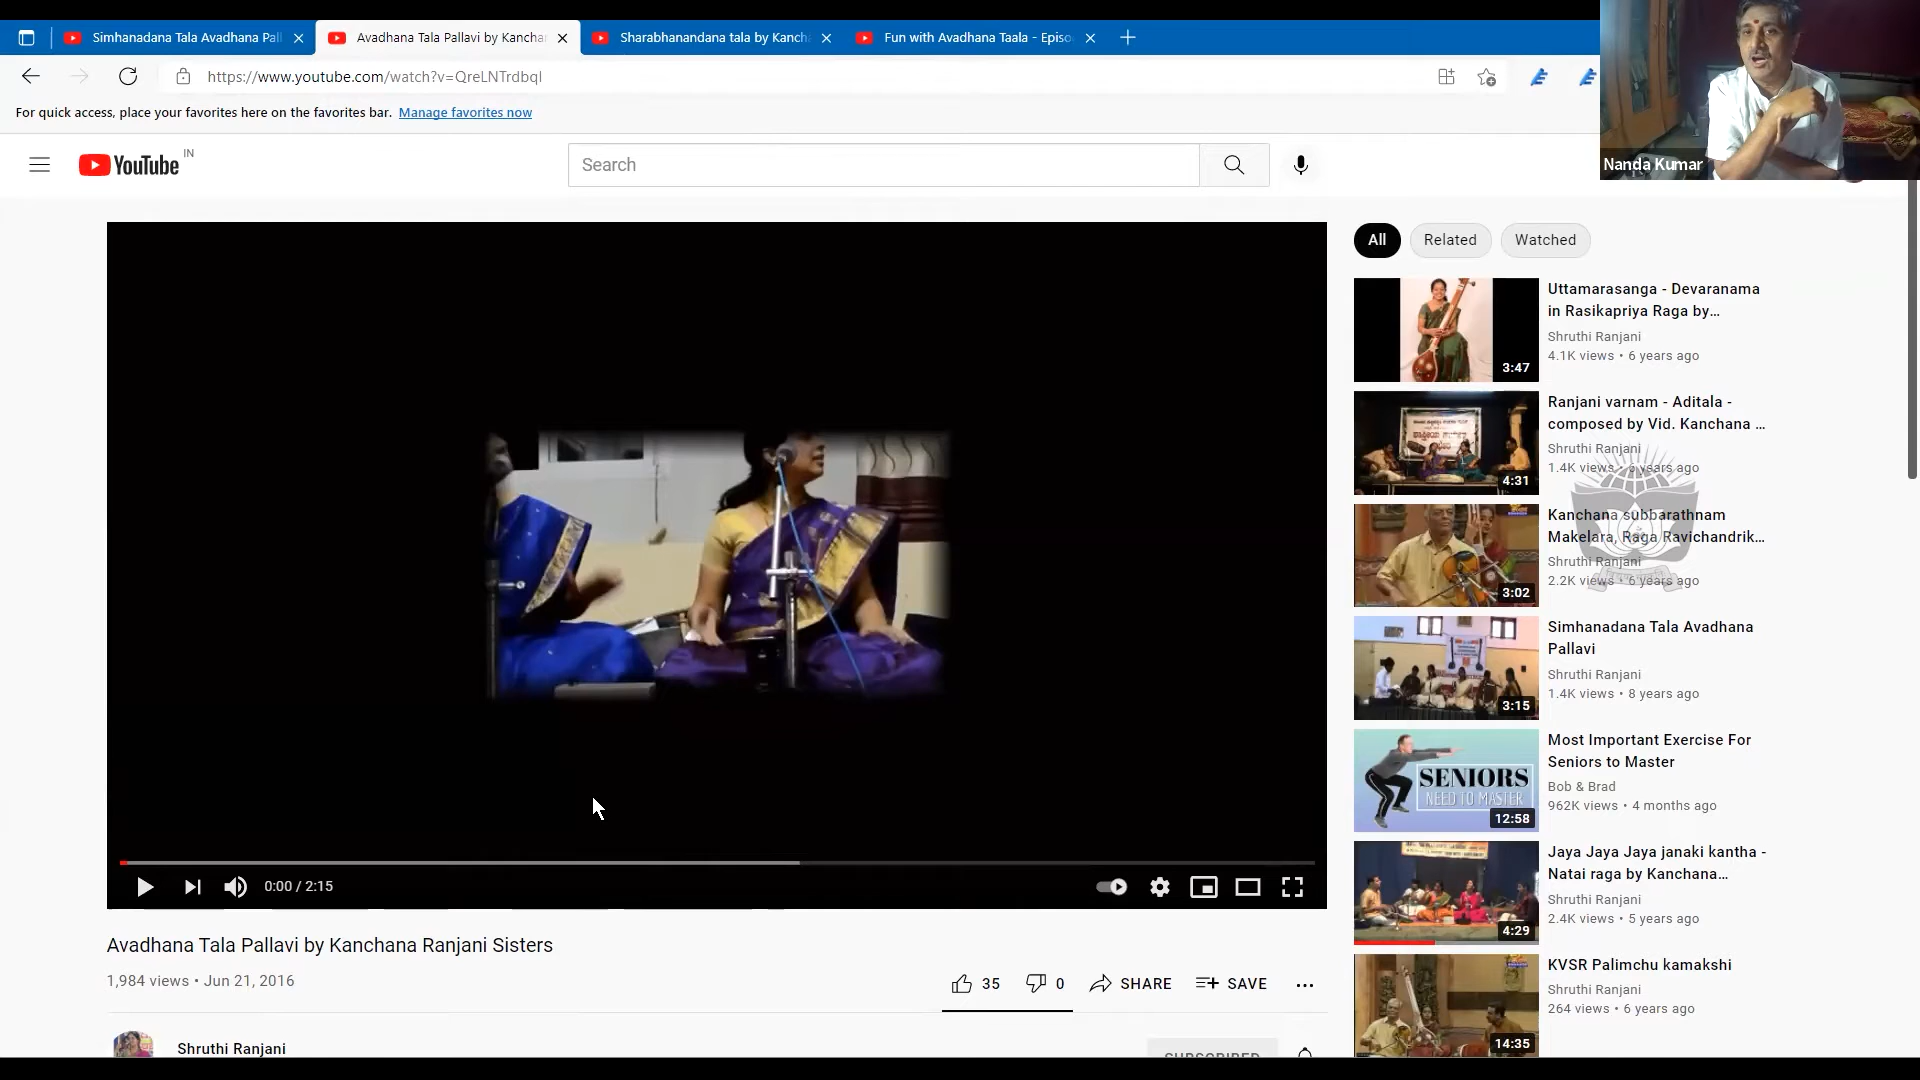 Simhanadana Tala Avadhana Pal
Avadhana Tala Pallavi by Kancha
Sharabhanandana tala by Kanch
Fun with Avadhana Taala - Episo
https://www.youtube.com/watch?v=QreLNTrdbqI
For quick access, place your favorites here on the favorites bar. Manage favorites now
Nanda Kumar
YouTube IN
Search
All
Related
Watched
Uttamarasanga - Devaranama
in Rasikapriya Raga by…
Shruthi Ranjani
4.1K views • 6 years ago
3:47
Ranjani varnam - Aditala -
composed by Vid. Kanchana …
Shruthi Ranjani
1.4K views • 6 years ago
4:31
Kanchana subbarathnam
Makelara, Raga Ravichandrik…
Shruthi Ranjani
2.2K views • 6 years ago
3:02
Simhanadana Tala Avadhana
Pallavi
Shruthi Ranjani
1.4K views • 8 years ago
3:15
Most Important Exercise For
Seniors to Master
Bob & Brad
962K views • 4 months ago
SENIORS
NEED TO MASTER
12:58
Jaya Jaya Jaya janaki kantha -
Natai raga by Kanchana…
Shruthi Ranjani
2.4K views • 5 years ago
4:29
KVSR Palimchu kamakshi
Shruthi Ranjani
264 views • 6 years ago
14:35
0:00 / 2:15
Avadhana Tala Pallavi by Kanchana Ranjani Sisters
1,984 views • Jun 21, 2016
35
0
SHARE
SAVE
Shruthi Ranjani
SUBSCRIBED